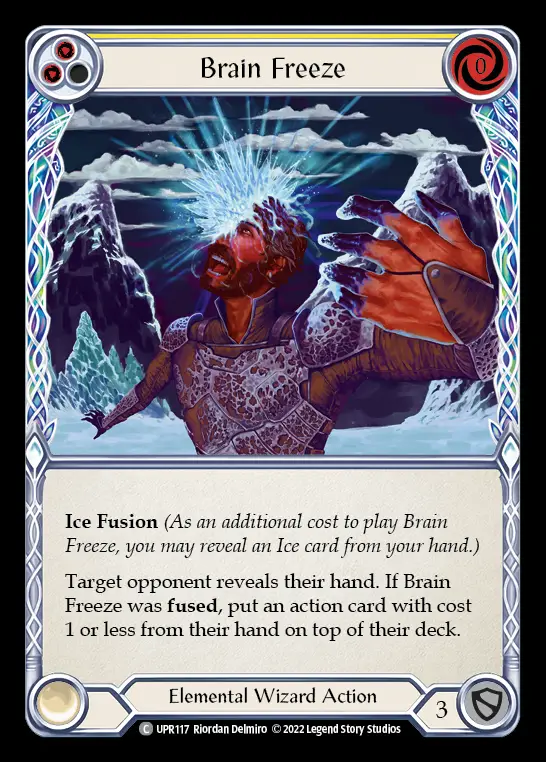 Brain Freeze
0
Ice Fusion (As an additional cost to play Brain
Freeze, you may reveal an Ice card from your hand.)
Target opponent reveals their hand. If Brain
Freeze was fused, put an action card with cost
1 or less from their hand on top of their deck.
Elemental Wizard Action
3
C UPR117 Riordan Delmiro © 2022 Legend Story Studios